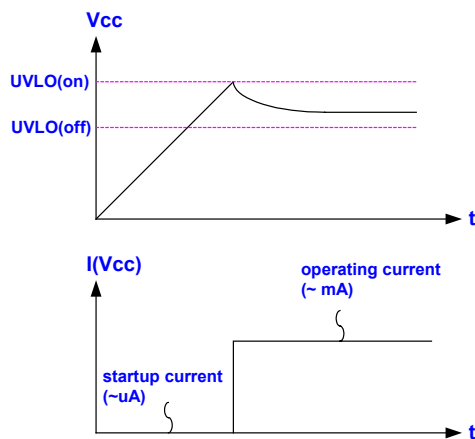 Vcc
UVLO(on)
UVLO(off)
t
I(Vcc)
operating current
(~ mA)
startup current
(~uA)
t